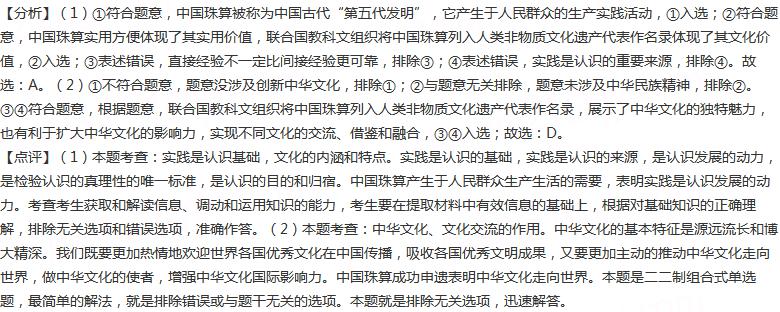 【分析】（1）①符合题意，中国珠算被称为中国古代“第五代发明”，它产生于人民群众的生产实践活动，①入选；②符合题
意，中国珠算实用方便体现了其实用价值，联合国教科文组织将中国珠算列入人类非物质文化遗产代表作名录体现了其文化价
值，②入选；③表述错误，直接经验不一定比间接经验更可靠，排除③；④表述错误，实践是认识的重要来源，排除④。故
选：A。（2）①不符合题意，题意没涉及创新中华文化，排除①；②与题意无关排除，题意未涉及中华民族精神，排除②。
③④符合题意，根据题意，联合国教科文组织将中国珠算列入人类非物质文化遗产代表作名录，展示了中华文化的独特魅力，
也有利于扩大中华文化的影响力，实现不同文化的交流、借鉴和融合，③④入选；故选：D。
【点评】（1）本题考查：实践是认识基础，文化的内涵和特点。实践是认识的基础，实践是认识的来源，是认识发展的动力，
是检验认识的真理性的唯一标准，是认识的目的和归宿。中国珠算产生于人民群众生产生活的需要，表明实践是认识发展的动
力。考查考生获取和解读信息、调动和运用知识的能力，考生要在提取材料中有效信息的基础上，根据对基础知识的正确理
解，排除无关选项和错误选项，准确作答。（2）本题考查：中华文化、文化交流的作用。中华文化的基本特征是源远流长和博
大精深。我们既要更加热情地欢迎世界各国优秀文化在中国传播，吸收各国优秀文明成果，又要更加主动的推动中华文化走向
世界，做中华文化的使者，增强中华文化国际影响力。中国珠算成功申遗表明中华文化走向世界。本题是二二制组合式单选
题，最简单的解法，就是排除错误或与题干无关的选项。本题就是排除无关选项，迅速解答。